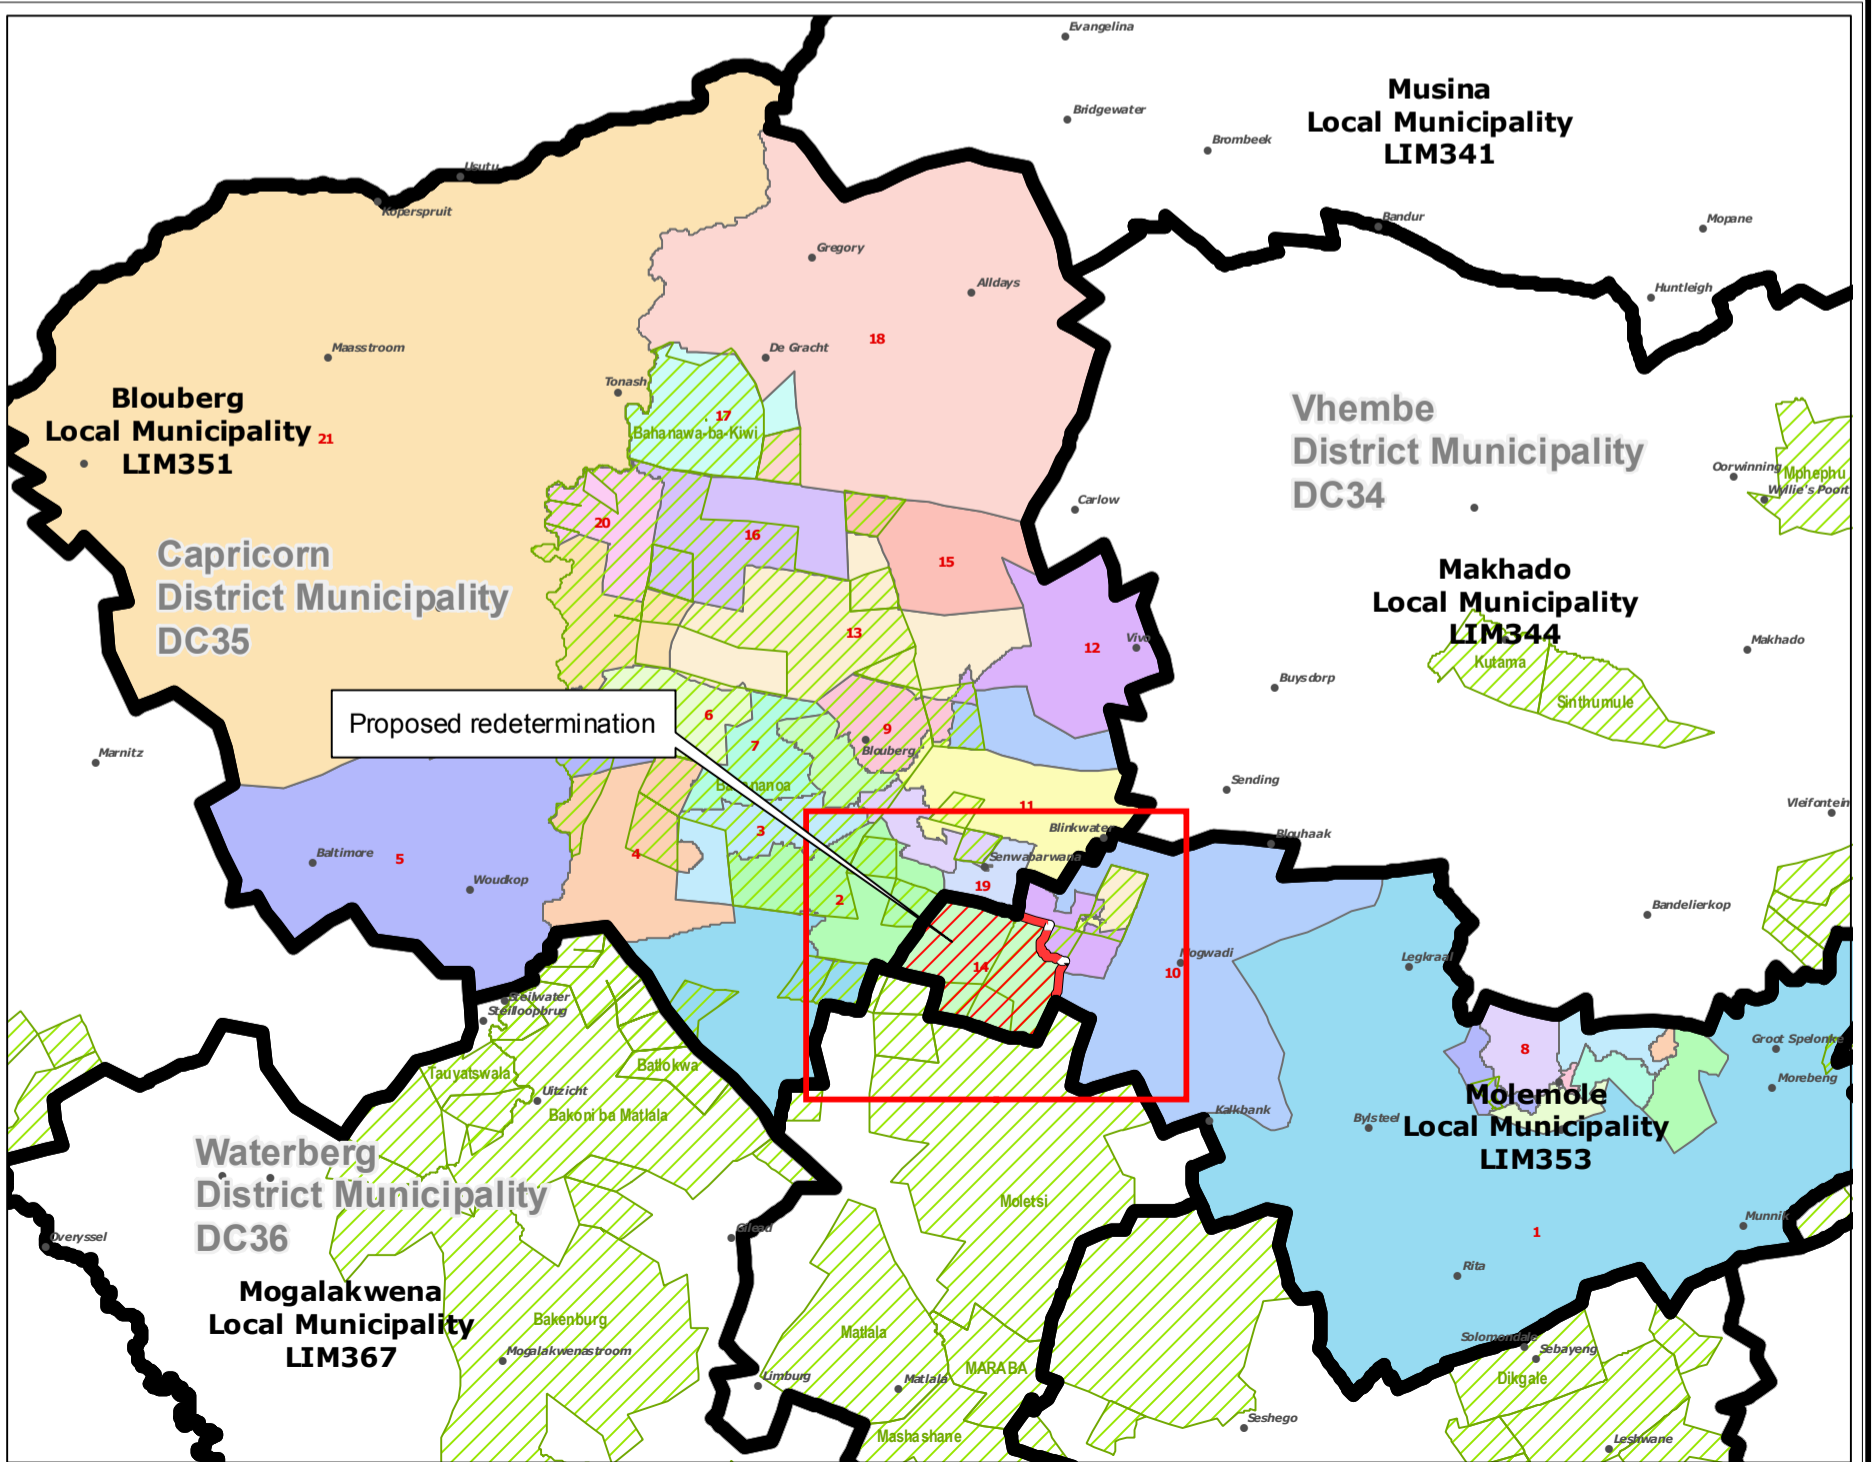 Evangelina
Musina
Local Municipality
LIM341
Bridgewater
Brombeek
Usutu
Koperspruit
Bandur
Mopane
Gregory
Alldays
Huntleigh
18
Maasstroom
De Gracht
Tonash
Blouberg
Local Municipality
LIM351
21
17
Bahanawa-ba-Kiwi
Vhembe
District Municipality
DC34
Oorwinning
Mphephu
Wyllie's Poort
Carlow
20
16
15
Capricorn
District Municipality
DC35
Makhado
Local Municipality
LIM344
13
12
Vivo
Makhado
Kutama
Buysdorp
Sinthumule
Proposed redetermination
6
7
9
Blouberg
Marnitz
Sending
11
Vleifontein
3
Blinkwater
Blouhaak
Baltimore
5
4
Senwabarwana
19
Woudkop
2
Bandelierkop
14
Mogwadi
10
Legkraal
Steilwater
Steilloopbrug
8
Groot Spelonke
Tauyatswala
Batlokwa
Uitzicht
Bakoni ba Matlala
Morebeng
Molemole
Local Municipality
LIM353
Kalkbank
Bylsteel
Waterberg
District Municipality
DC36
Moletsi
Overyssel
Gilead
1
Munnik
Rita
Mogalakwena
Local Municipality
LIM367
Bakenburg
Mogalakwenastroom
Matlala
MARABA
Solomondale
Sebayeng
Dikgale
Limburg
Matlala
Mashashane
Seshego
Leshwane